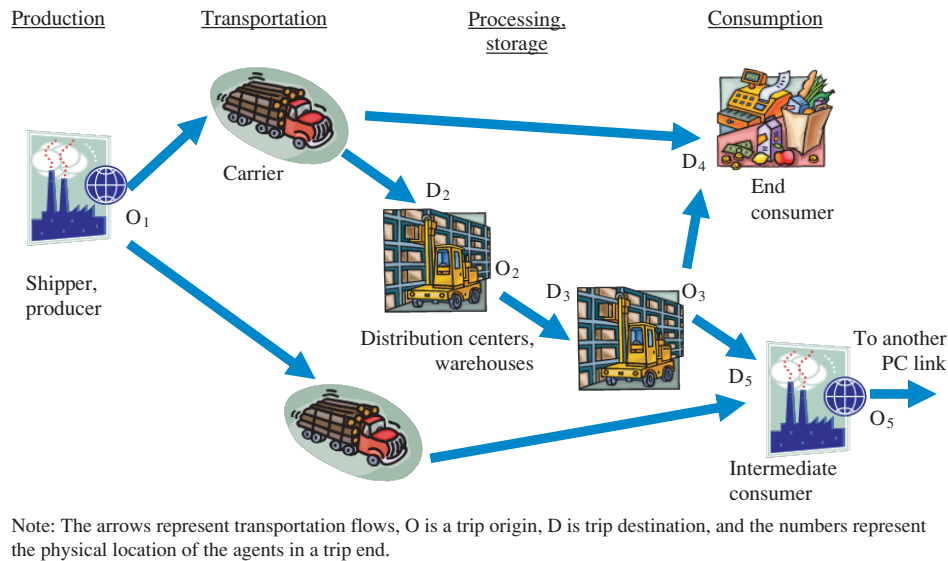 Production
Transportation
Processing,
storage
Consumption
Carrier
O1
D2
D4
End
consumer
Shipper,
producer
O2
D3
O3
Distribution centers,
warehouses
D5
To another
PC link
O5
Intermediate
consumer
Note: The arrows represent transportation flows, O is a trip origin, D is trip destination, and the numbers represent
the physical location of the agents in a trip end.